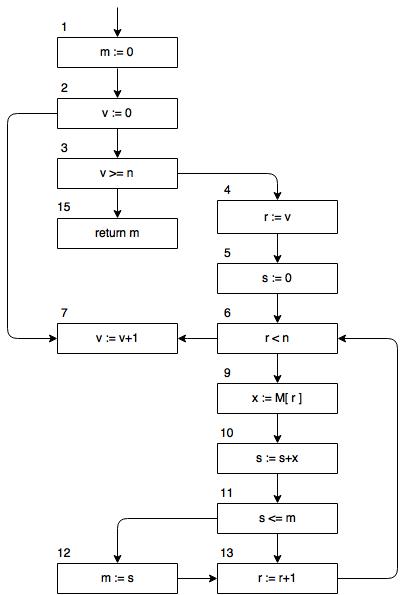 1
m := 0
2
v := 0
3
v >= n
4
15
r := v
return m
5
s := 0
7
6
v := v+1
r < n
9
x := M[ r ]
10
s := s+x
11
s <= m
12
13
m := s
r := r+1